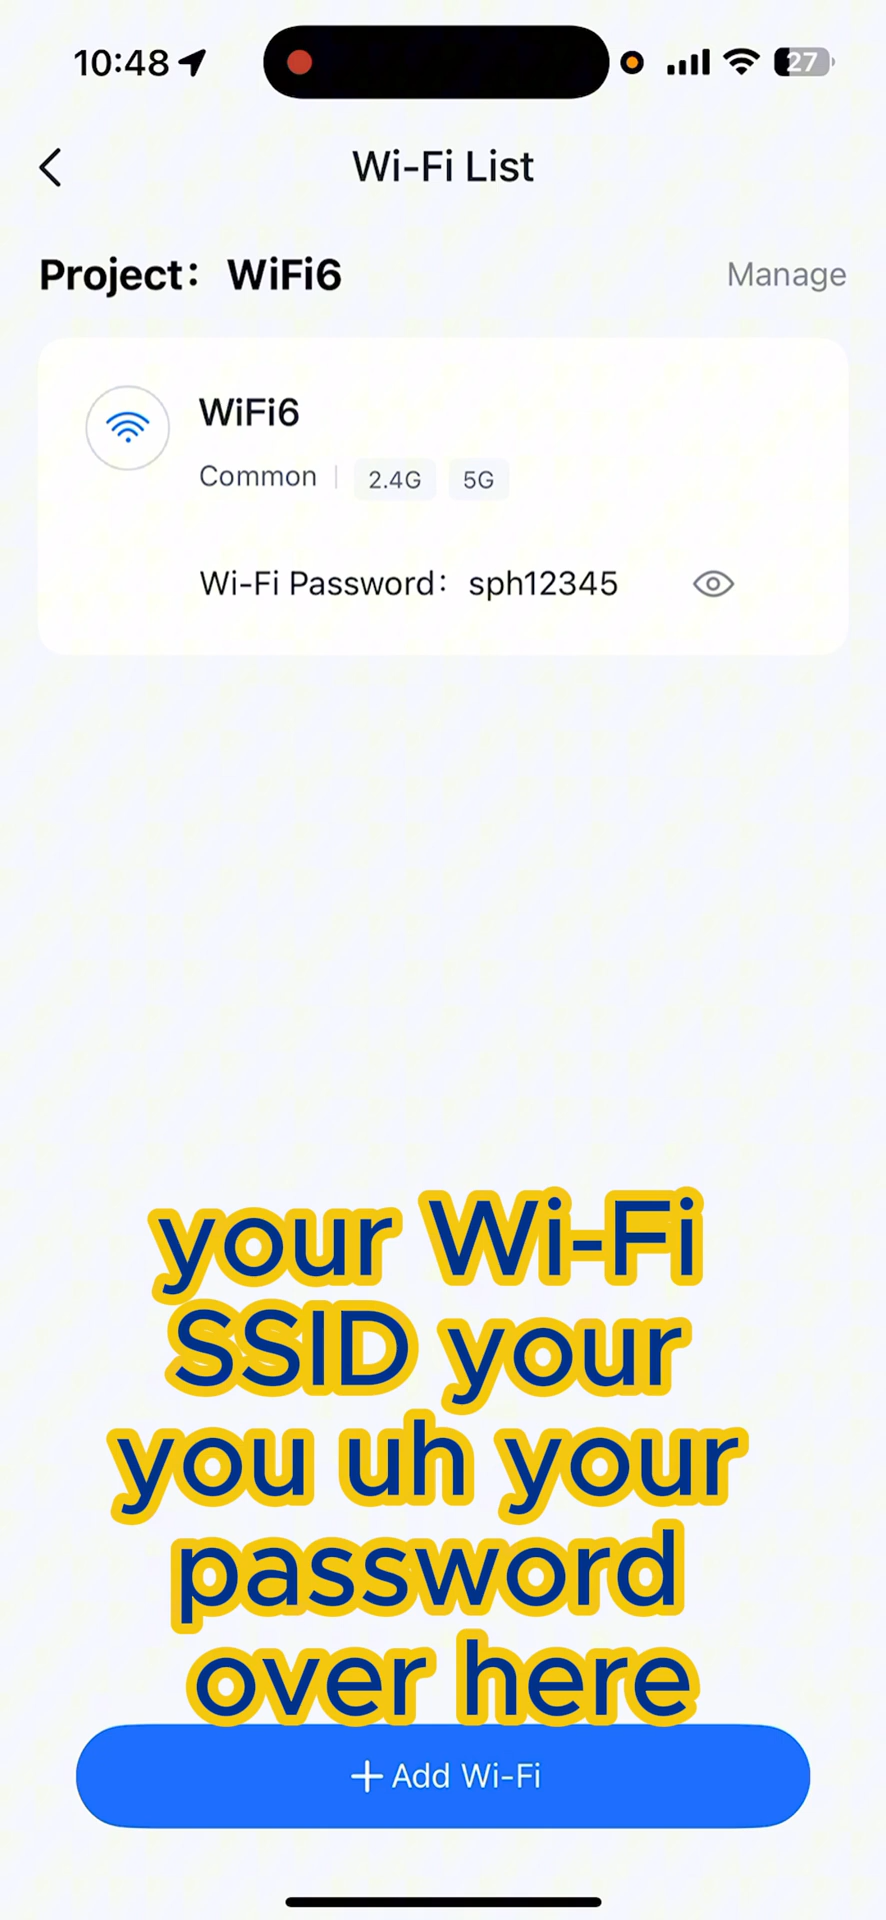 10:48
27
Wi-Fi List
Project: WiFi6
Manage
WiFi6
Common
2.4G
5G
Wi-Fi Password: sph12345
your Wi-Fi
SSID your
you uh your
password
over here
+ Add Wi-Fi